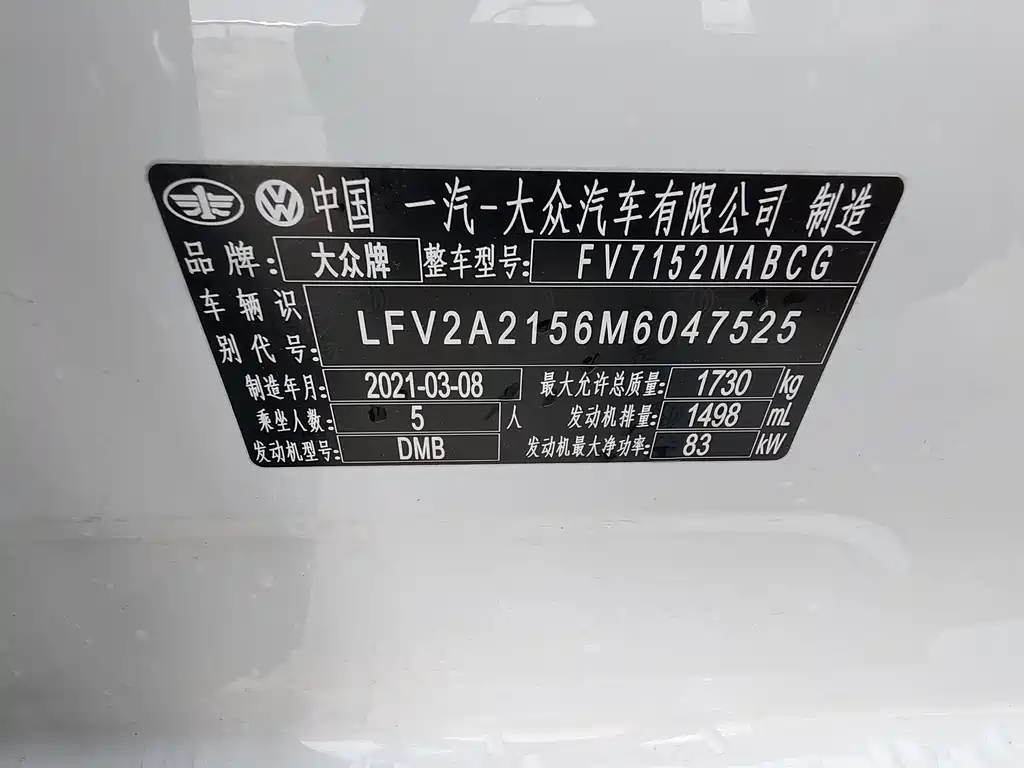 中国 一汽-大众汽车有限公司 制造
品牌: 大众牌 整车型号: FV7152NABCG
车辆识别代号: LFV2A2156M6047525
制造年月: 2021-03-08 最大允许总质量: 1730 kg
乘坐人数: 5 人 发动机排量: 1498 mL
发动机型号: DMB 发动机最大净功率: 83 kW